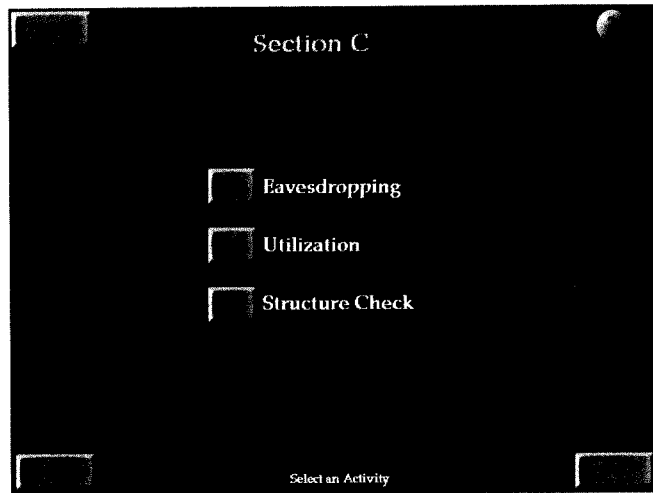 Section C
Eavesdropping
Utilization
Structure Check
Select an Activity